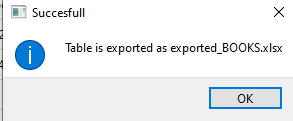 Succesfull
Table is exported as exported_BOOKS.xlsx
OK